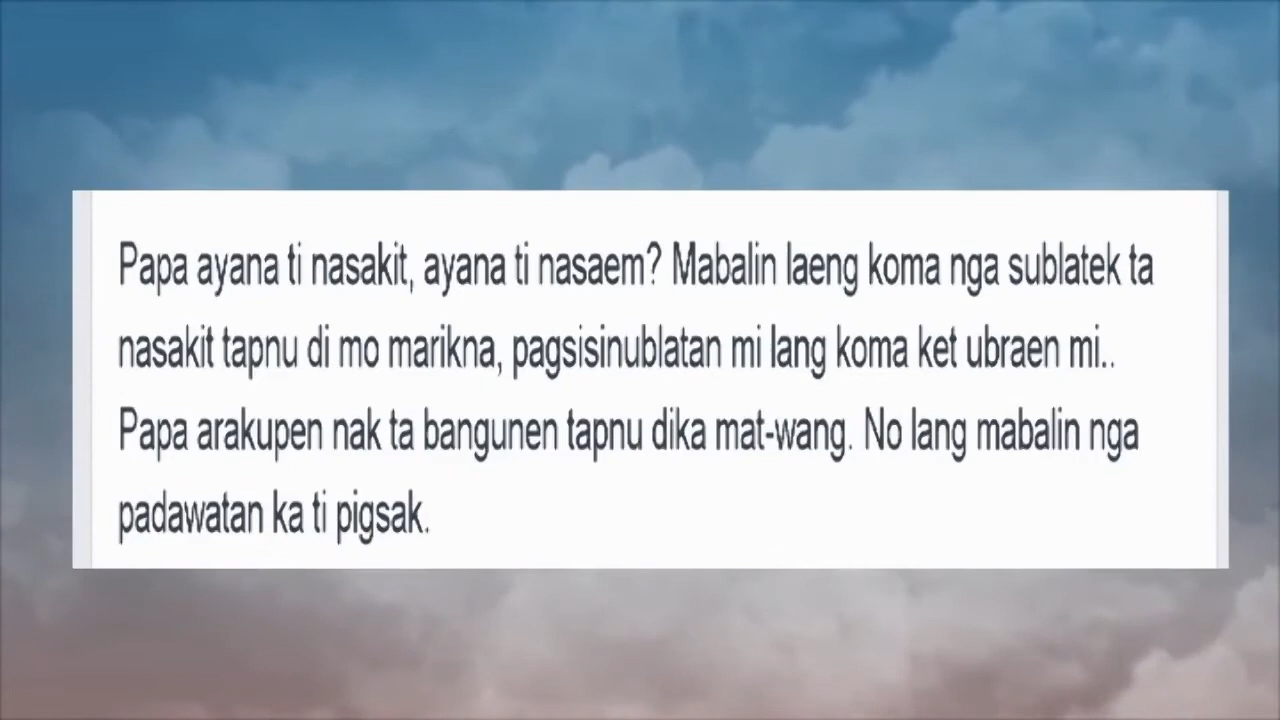 Papa ayana ti nasakit, ayana ti nasaem? Mabalin laeng koma nga sublatek ta
nasakit tapnu di mo marikna, pagsisinublatan mi lang koma ket ubraen mi..
Papa arakupen nak ta bangunen tapnu dika mat-wang. No lang mabalin nga
padawatan ka ti pigsak.